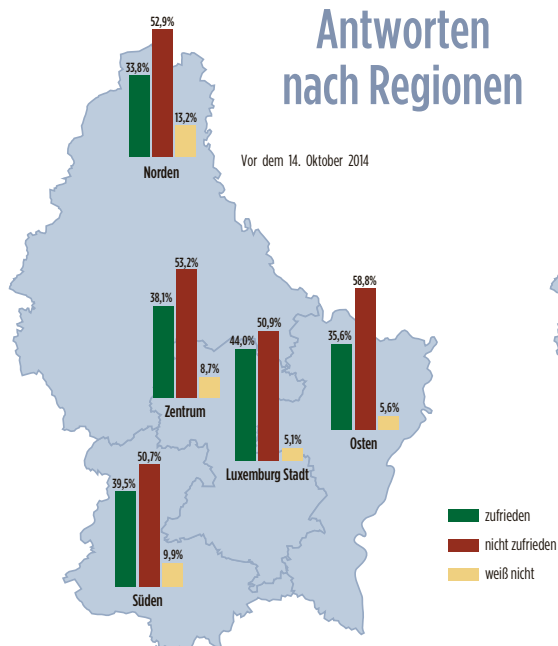 Antworten
nach Regionen
Vor dem 14. Oktober 2014
52,9%
33,8%
13,2%
Norden
53,2%
38,1%
8,7%
Zentrum
50,9%
44,0%
5,1%
Luxemburg Stadt
58,8%
35,6%
5,6%
Osten
50,7%
39,5%
9,9%
Süden
zufrieden
nicht zufrieden
weiß nicht